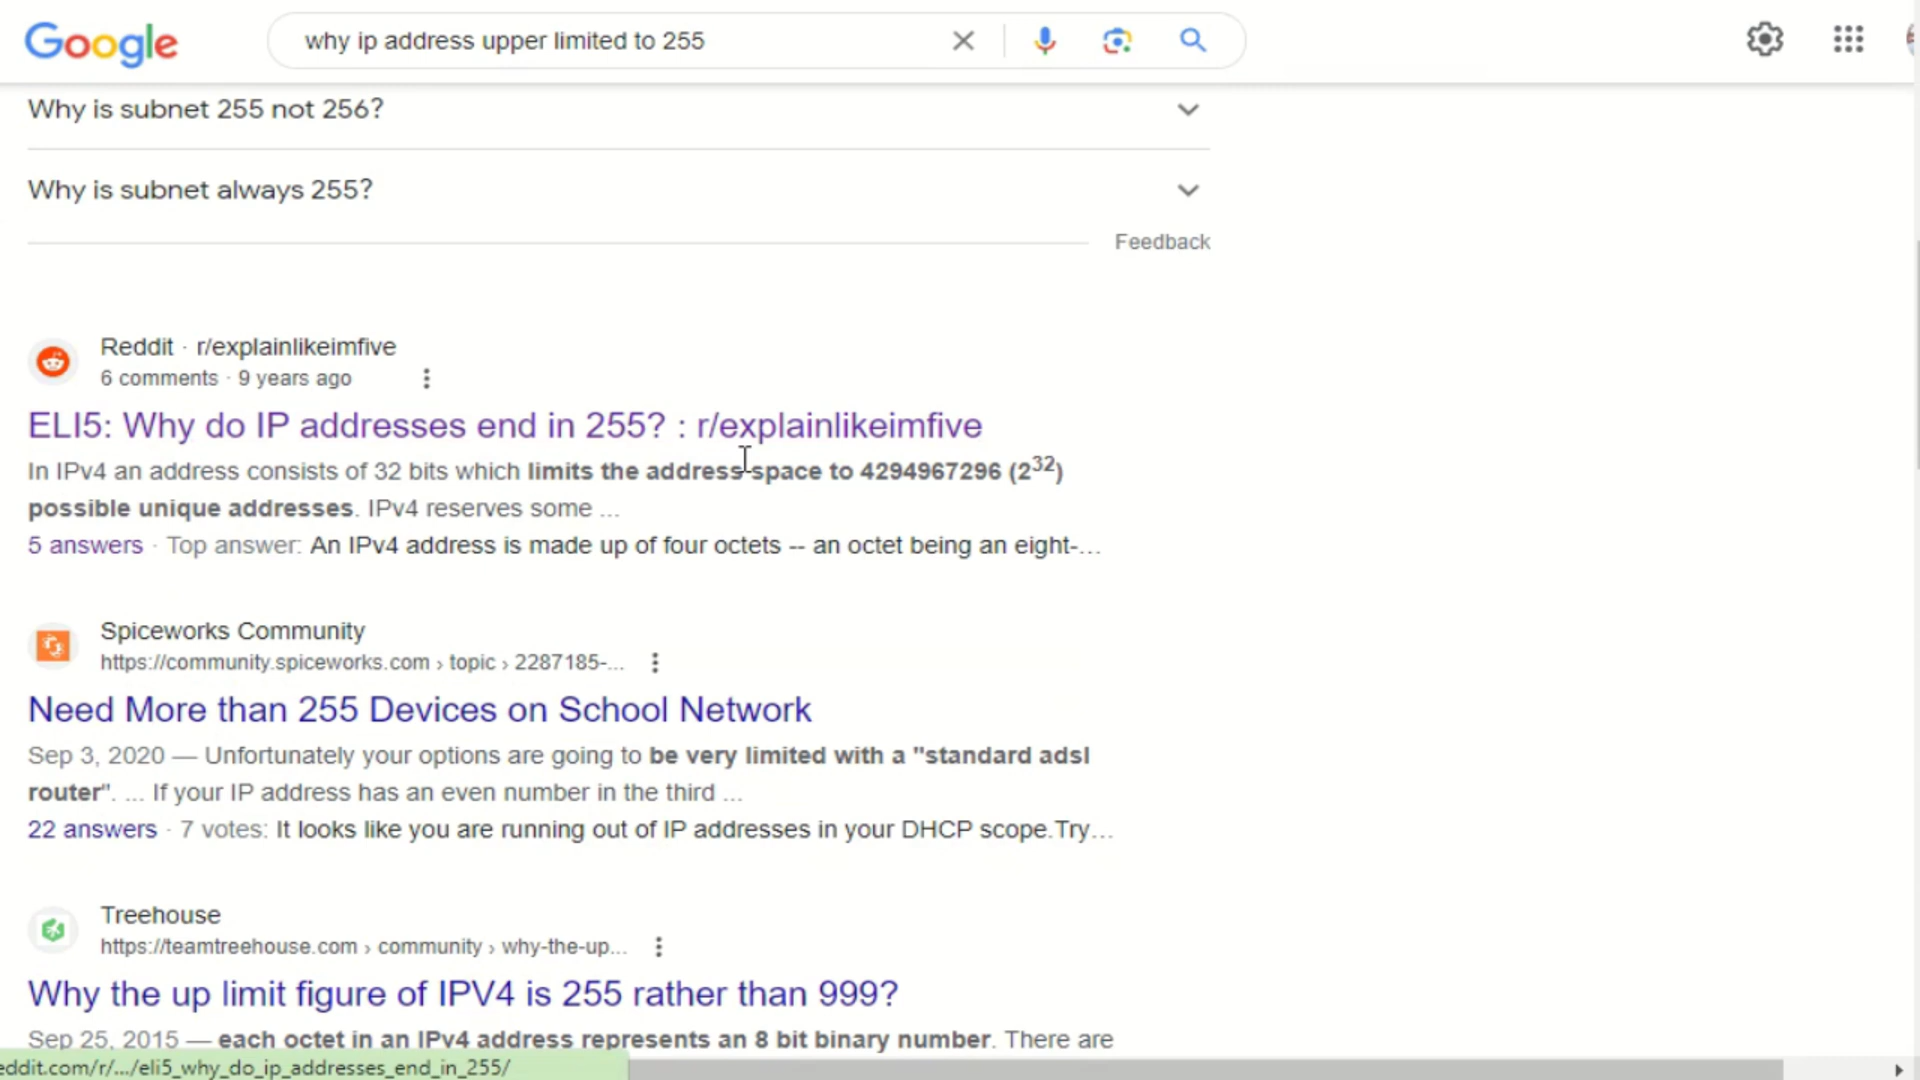 Google
why ip address upper limited to 255
Why is subnet 255 not 256?
Why is subnet always 255?
Feedback
Reddit · r/explainlikeimfive
6 comments · 9 years ago
ELI5: Why do IP addresses end in 255? : r/explainlikeimfive
In IPv4 an address consists of 32 bits which limits the address space to 4294967296 (2³²)
possible unique addresses. IPv4 reserves some ...
5 answers · Top answer: An IPv4 address is made up of four octets -- an octet being an eight-...
Spiceworks Community
https://community.spiceworks.com › topic › 2287185-...
Need More than 255 Devices on School Network
Sep 3, 2020 — Unfortunately your options are going to be very limited with a "standard adsl
router". ... If your IP address has an even number in the third ...
22 answers · 7 votes: It looks like you are running out of IP addresses in your DHCP scope.Try...
Treehouse
https://teamtreehouse.com › community › why-the-up...
Why the up limit figure of IPV4 is 255 rather than 999?
Sep 25, 2015 — each octet in an IPv4 address represents an 8 bit binary number. There are
eddit.com/r/.../eli5_why_do_ip_addresses_end_in_255/